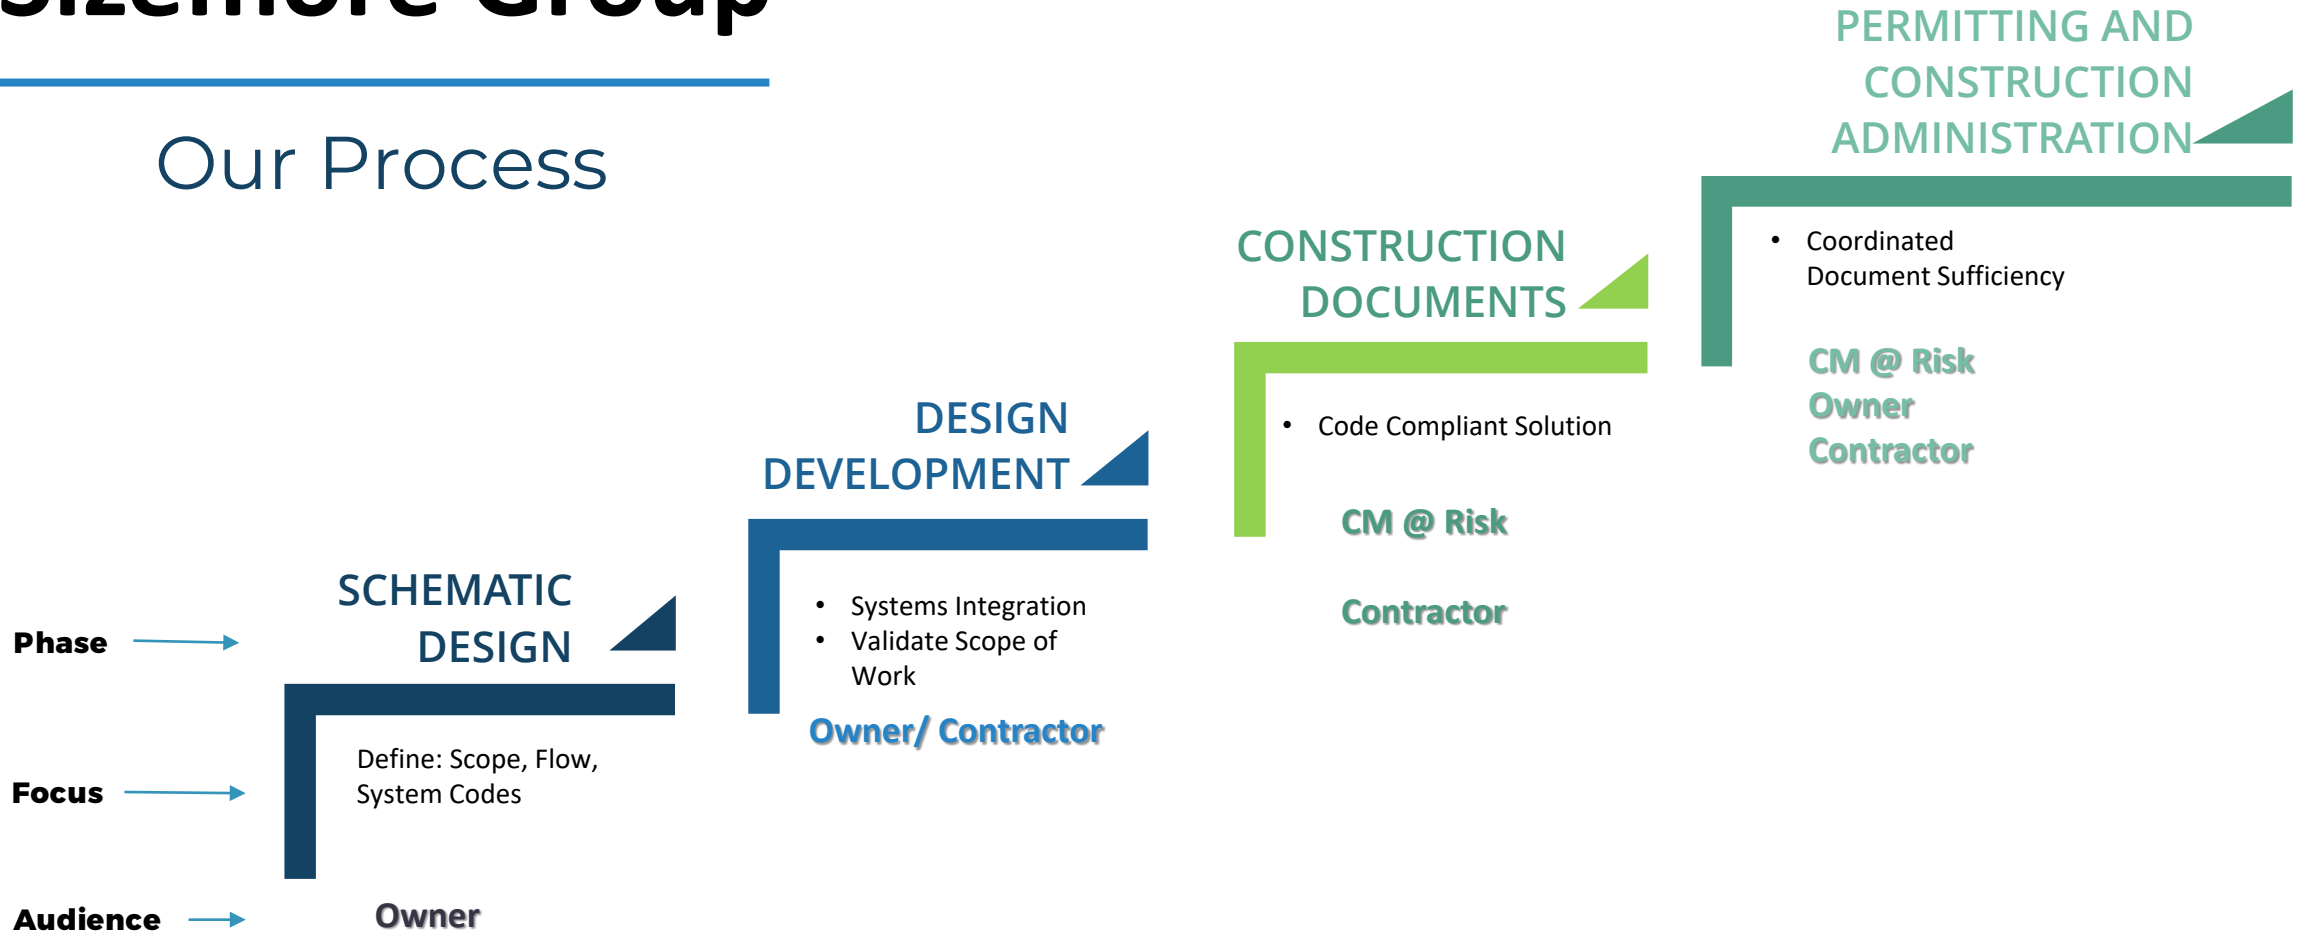 Sizemore Group
Our Process
PERMITTING AND
CONSTRUCTION
ADMINISTRATION
• Coordinated
Document Sufficiency
CM @ Risk
Owner
Contractor
CONSTRUCTION
DOCUMENTS
• Code Compliant Solution
CM @ Risk
Contractor
DESIGN
DEVELOPMENT
• Systems Integration
• Validate Scope of
Work
Owner/ Contractor
SCHEMATIC
DESIGN
Define: Scope, Flow,
System Codes
Owner
Phase
Focus
Audience